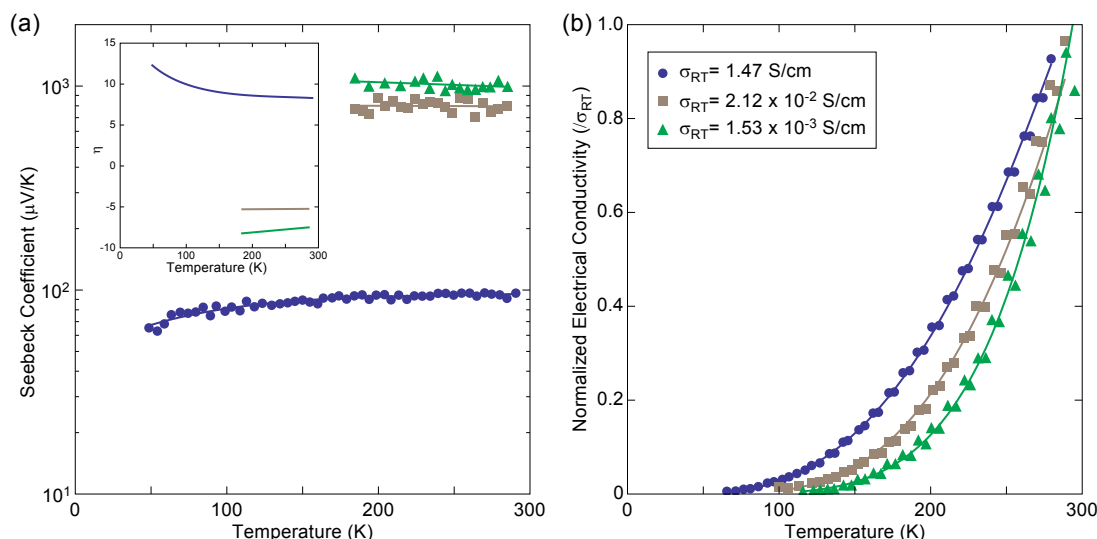 (a)
10³
10²
10¹
Seebeck Coefficient (μV/K)
0
100
200
300
Temperature (K)
15
10
5
0
-5
-10
η
0
100
200
300
Temperature (K)
(b)
σRT= 1.47 S/cm
σRT= 2.12 x 10⁻² S/cm
σRT= 1.53 x 10⁻³ S/cm
1.0
0.8
0.6
0.4
0.2
0
Normalized Electrical Conductivity (/σRT)
100
200
300
Temperature (K)